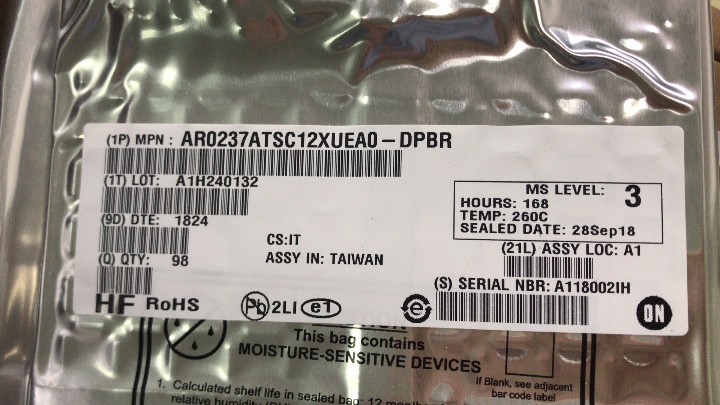 (1P) MPN : AR0237ATSC12XUEA0-DPBR
(1T) LOT: A1H240132
(9D) DTE: 1824
(Q) QTY: 98
CS:IT
ASSY IN: TAIWAN
MS LEVEL: 3
HOURS: 168
TEMP: 260C
SEALED DATE: 28Sep18
(21L) ASSY LOC: A1
(S) SERIAL NBR: A118002IH
HF RoHS
Pb 2LI e1
e
ON
This bag contains
MOISTURE-SENSITIVE DEVICES
If Blank, see adjacent
bar code label
1. Calculated shelf life in sealed bag: 12
relative humidity